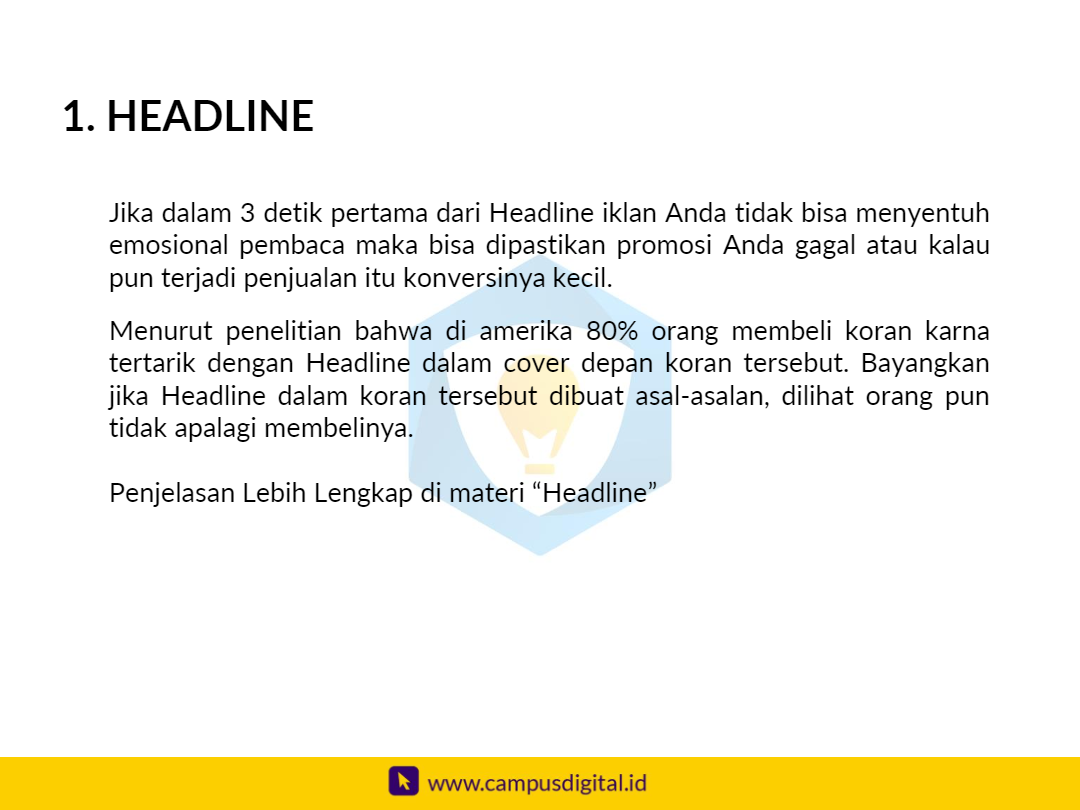 1. HEADLINE
Jika dalam 3 detik pertama dari Headline iklan Anda tidak bisa menyentuh
emosional pembaca maka bisa dipastikan promosi Anda gagal atau kalau
pun terjadi penjualan itu konversinya kecil.
Menurut penelitian bahwa di amerika 80% orang membeli koran karna
tertarik dengan Headline dalam cover depan koran tersebut. Bayangkan
jika Headline dalam koran tersebut dibuat asal-asalan, dilihat orang pun
tidak apalagi membelinya.
Penjelasan Lebih Lengkap di materi “Headline”
www.campusdigital.id